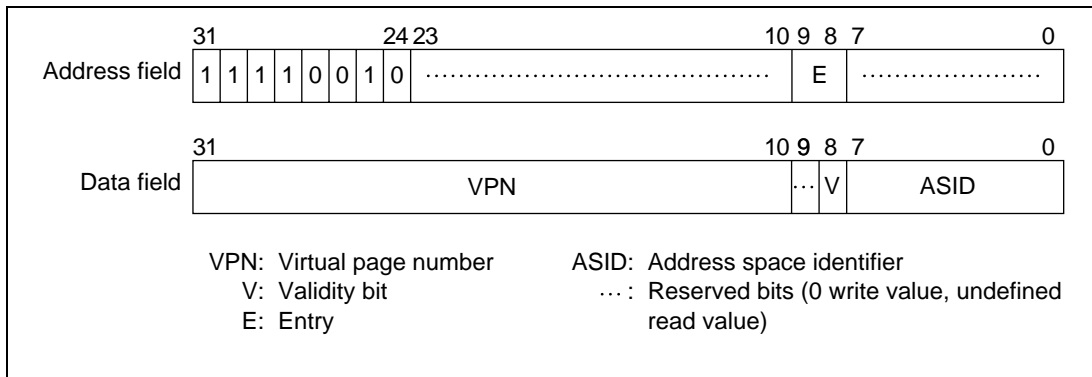 31 24 23 10 9 8 7 0
Address field 1 1 1 1 0 0 1 0 ...................................... E ......................
31 10 9 8 7 0
Data field VPN ... V ASID
VPN: Virtual page number ASID: Address space identifier
V: Validity bit ... : Reserved bits (0 write value, undefined
E: Entry read value)